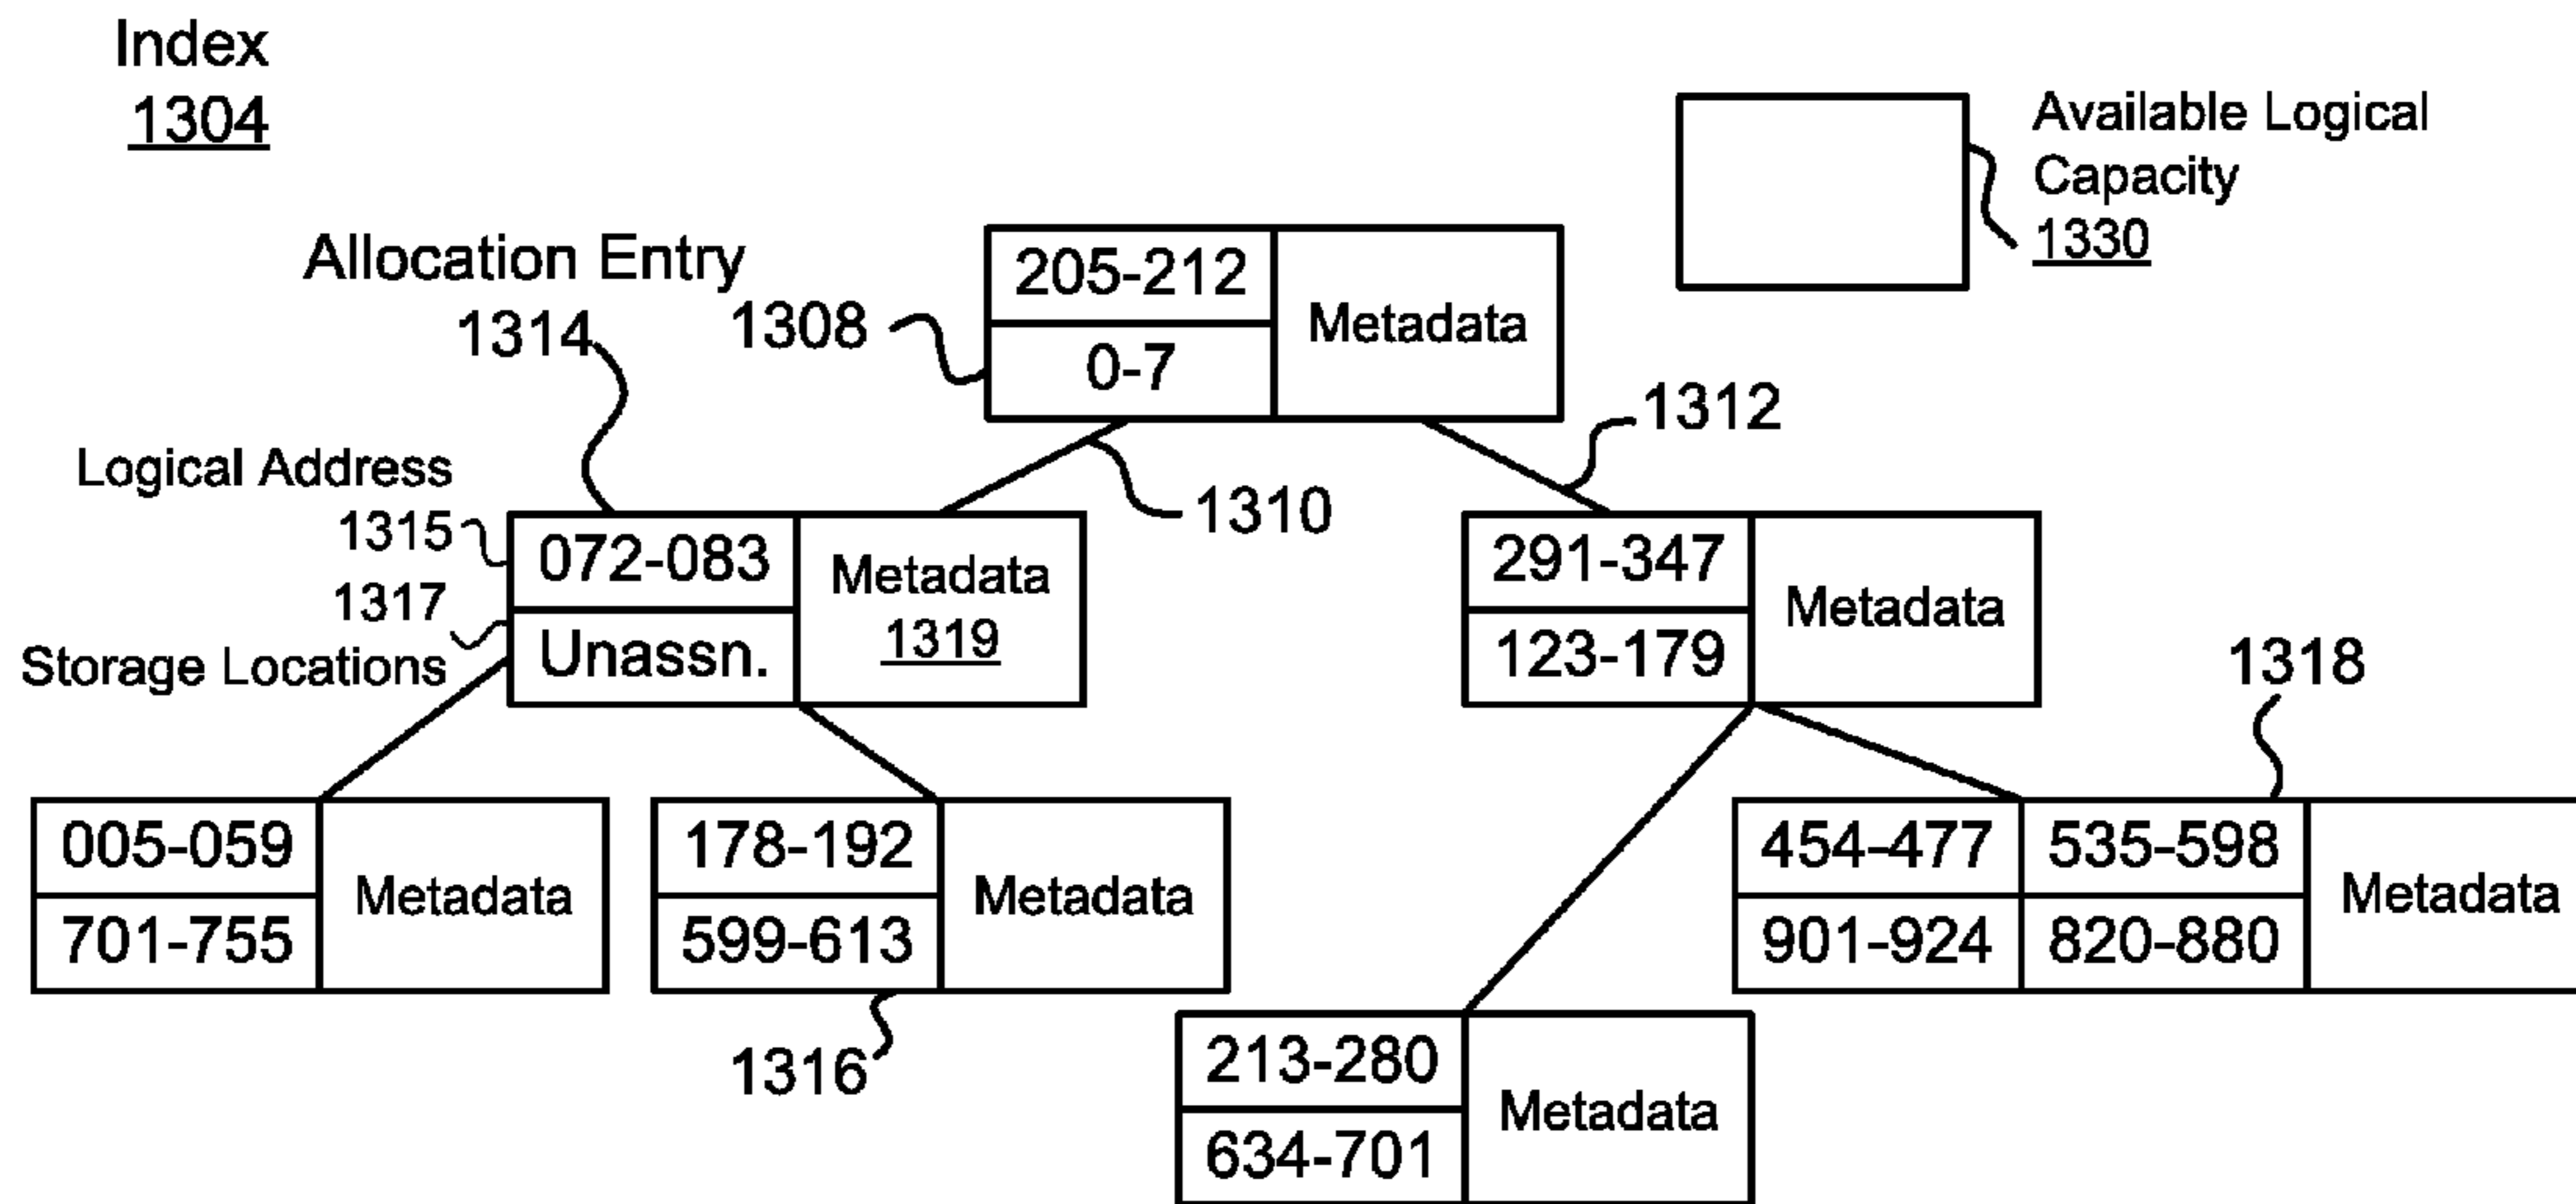 Index
1304
Available Logical
Capacity
1330
Allocation Entry
1314
1308
205-212
0-7
Metadata
1312
1310
Logical Address
1315
1317
Storage Locations
072-083
Unassn.
Metadata
1319
291-347
123-179
Metadata
1318
005-059
701-755
Metadata
178-192
599-613
Metadata
1316
454-477
535-598
901-924
820-880
Metadata
213-280
634-701
Metadata